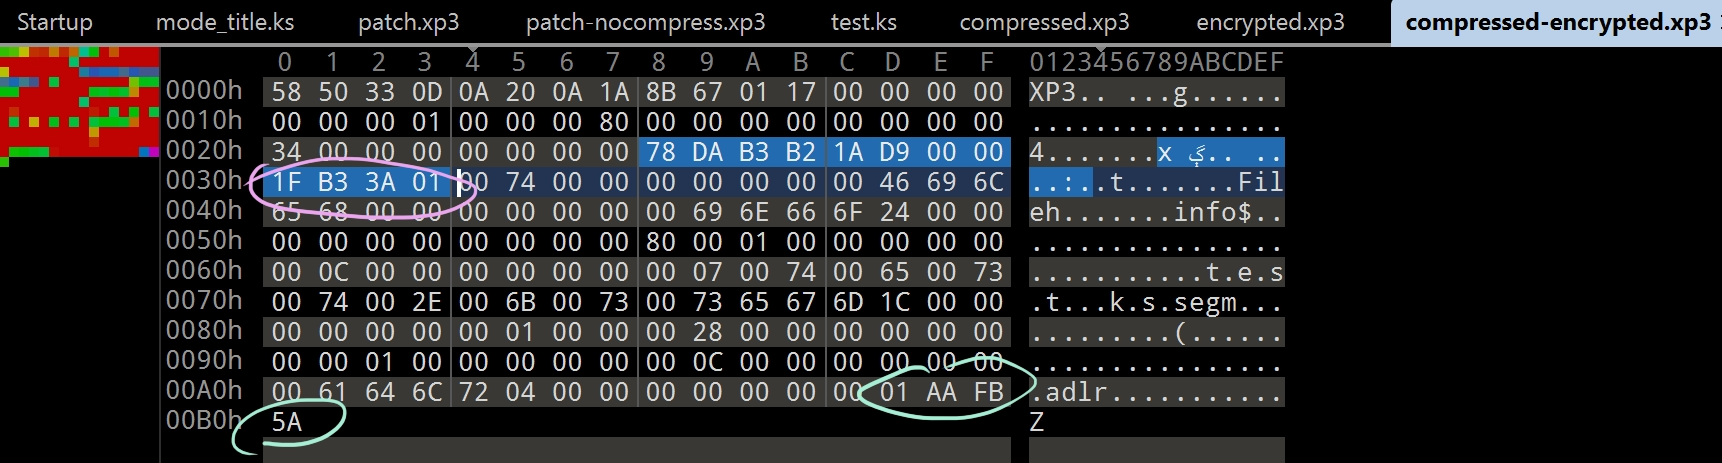 Startup mode_title.ks patch.xp3 patch-nocompress.xp3 test.ks compressed.xp3 encrypted.xp3 compressed-encrypted.xp3
0 1 2 3 4 5 6 7 8 9 A B C D E F 0123456789ABCDEF
0000h 58 50 33 0D 0A 20 0A 1A 8B 67 01 17 00 00 00 00 XP3.. ...g......
0010h 00 00 00 01 00 00 00 80 00 00 00 00 00 00 00 00 ................
0020h 34 00 00 00 00 00 00 00 78 DA B3 B2 1A D9 00 00 4.......x ڳ.. ..
0030h 1F B3 3A 01 00 74 00 00 00 00 00 00 00 46 69 6C ..:..t.......Fil
0040h 65 68 00 00 00 00 00 00 00 69 6E 66 6F 24 00 00 eh.......info$..
0050h 00 00 00 00 00 00 00 00 80 00 01 00 00 00 00 00 ................
0060h 00 0C 00 00 00 00 00 00 00 07 00 74 00 65 00 73 ...........t.e.s
0070h 00 74 00 2E 00 6B 00 73 00 73 65 67 6D 1C 00 00 .t...k.s.segm...
0080h 00 00 00 00 00 01 00 00 00 28 00 00 00 00 00 00 .........(......
0090h 00 00 01 00 00 00 00 00 00 0C 00 00 00 00 00 00 ................
00A0h 00 61 64 6C 72 04 00 00 00 00 00 00 00 01 AA FB .adlr...........
00B0h 5A Z